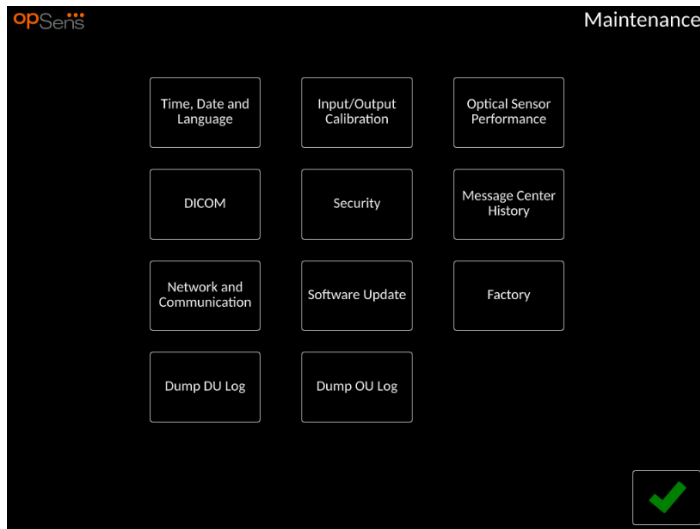 opSens
Maintenance
Time, Date and
Language
Input/Output
Calibration
Optical Sensor
Performance
DICOM
Security
Message Center
History
Network and
Communication
Software Update
Factory
Dump DU Log
Dump OU Log